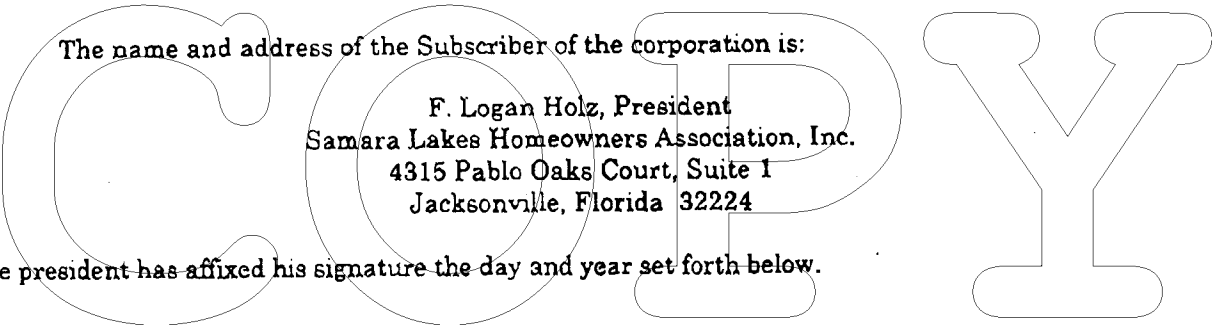 The name and address of the Subscriber of the corporation is:
F. Logan Holz, President
Samara Lakes Homeowners Association, Inc.
4315 Pablo Oaks Court, Suite 1
Jacksonville, Florida 32224
e president has affixed his signature the day and year set forth below.
COPY